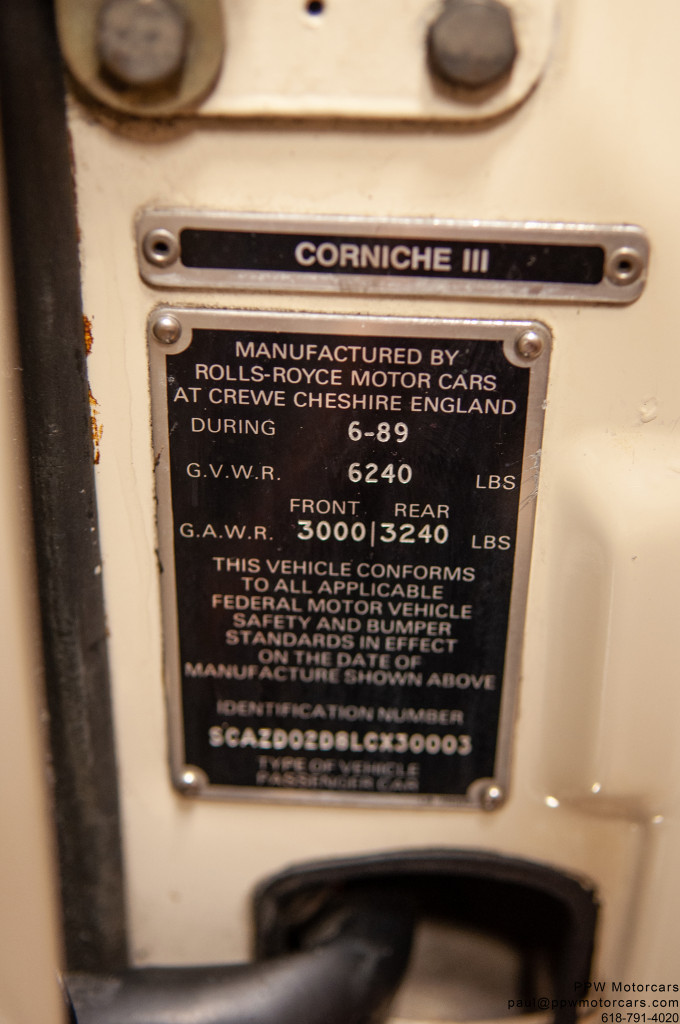 CORNICHE III
MANUFACTURED BY
ROLLS-ROYCE MOTOR CARS
AT CREWE CHESHIRE ENGLAND
DURING 6-89
G.V.W.R. 6240 LBS
FRONT REAR
G.A.W.R. 3000|3240 LBS
THIS VEHICLE CONFORMS
TO ALL APPLICABLE
FEDERAL MOTOR VEHICLE
SAFETY AND BUMPER
STANDARDS IN EFFECT
ON THE DATE OF
MANUFACTURE SHOWN ABOVE
IDENTIFICATION NUMBER
SCAZD02D8LCX30003
TYPE OF VEHICLE
PASSENGER CAR
PPW Motorcars
paul@ppwmotorcars.com
618-791-4020